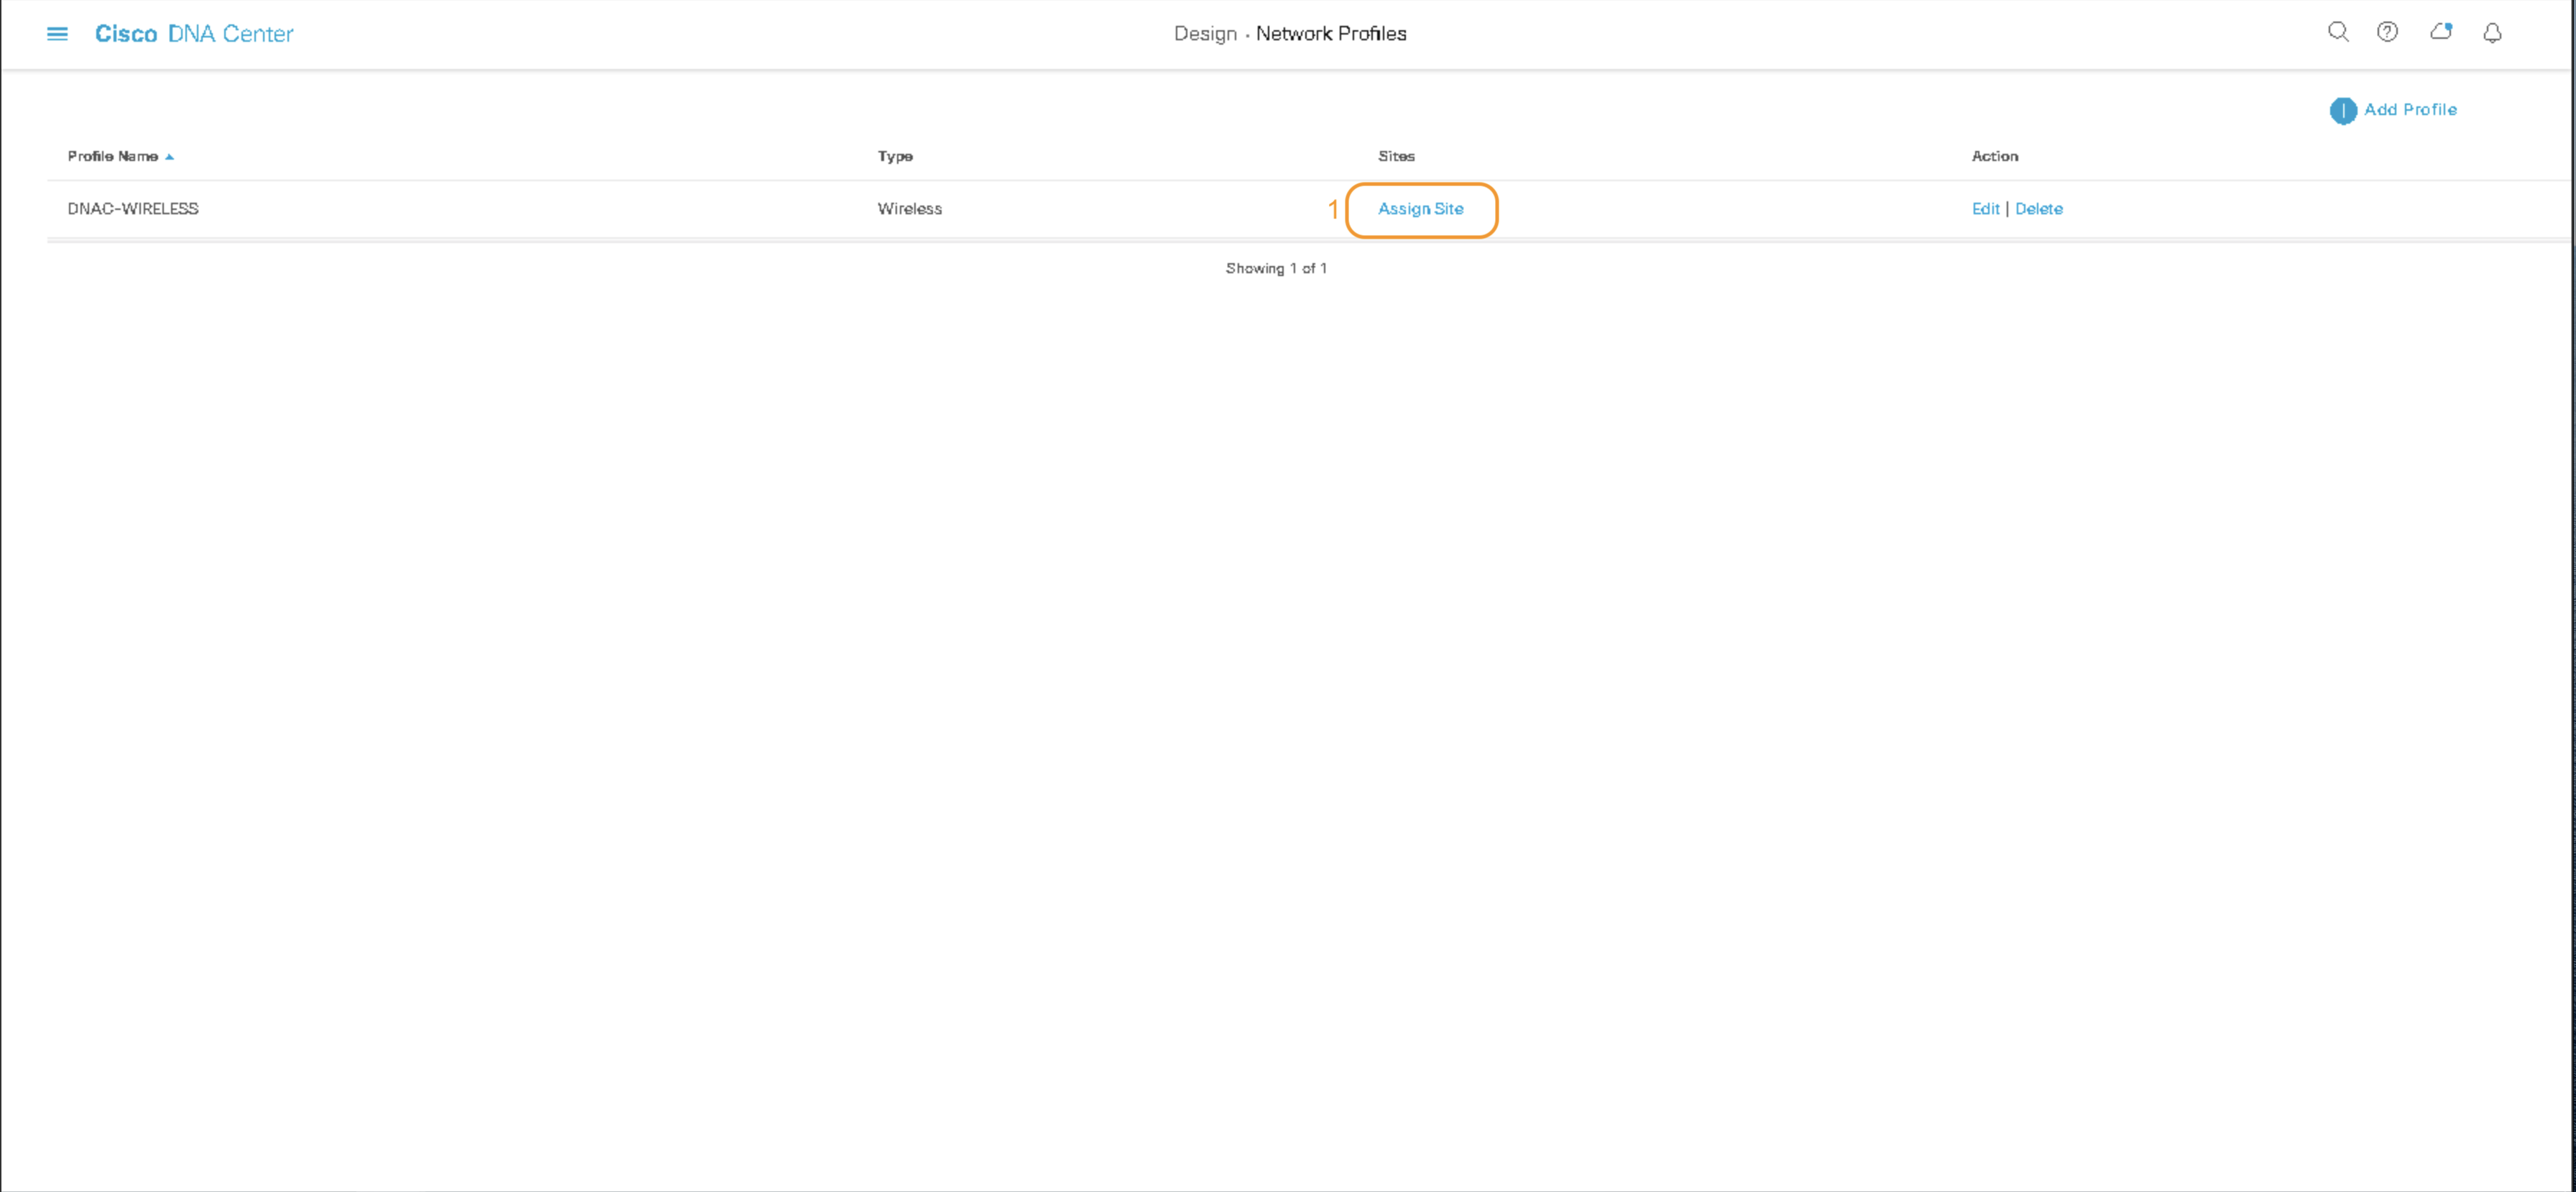 Cisco DNA Center
Design · Network Profiles
Add Profile
Profile Name Type Sites Action
DNAC-WIRELESS Wireless 1 Assign Site Edit | Delete
Showing 1 of 1